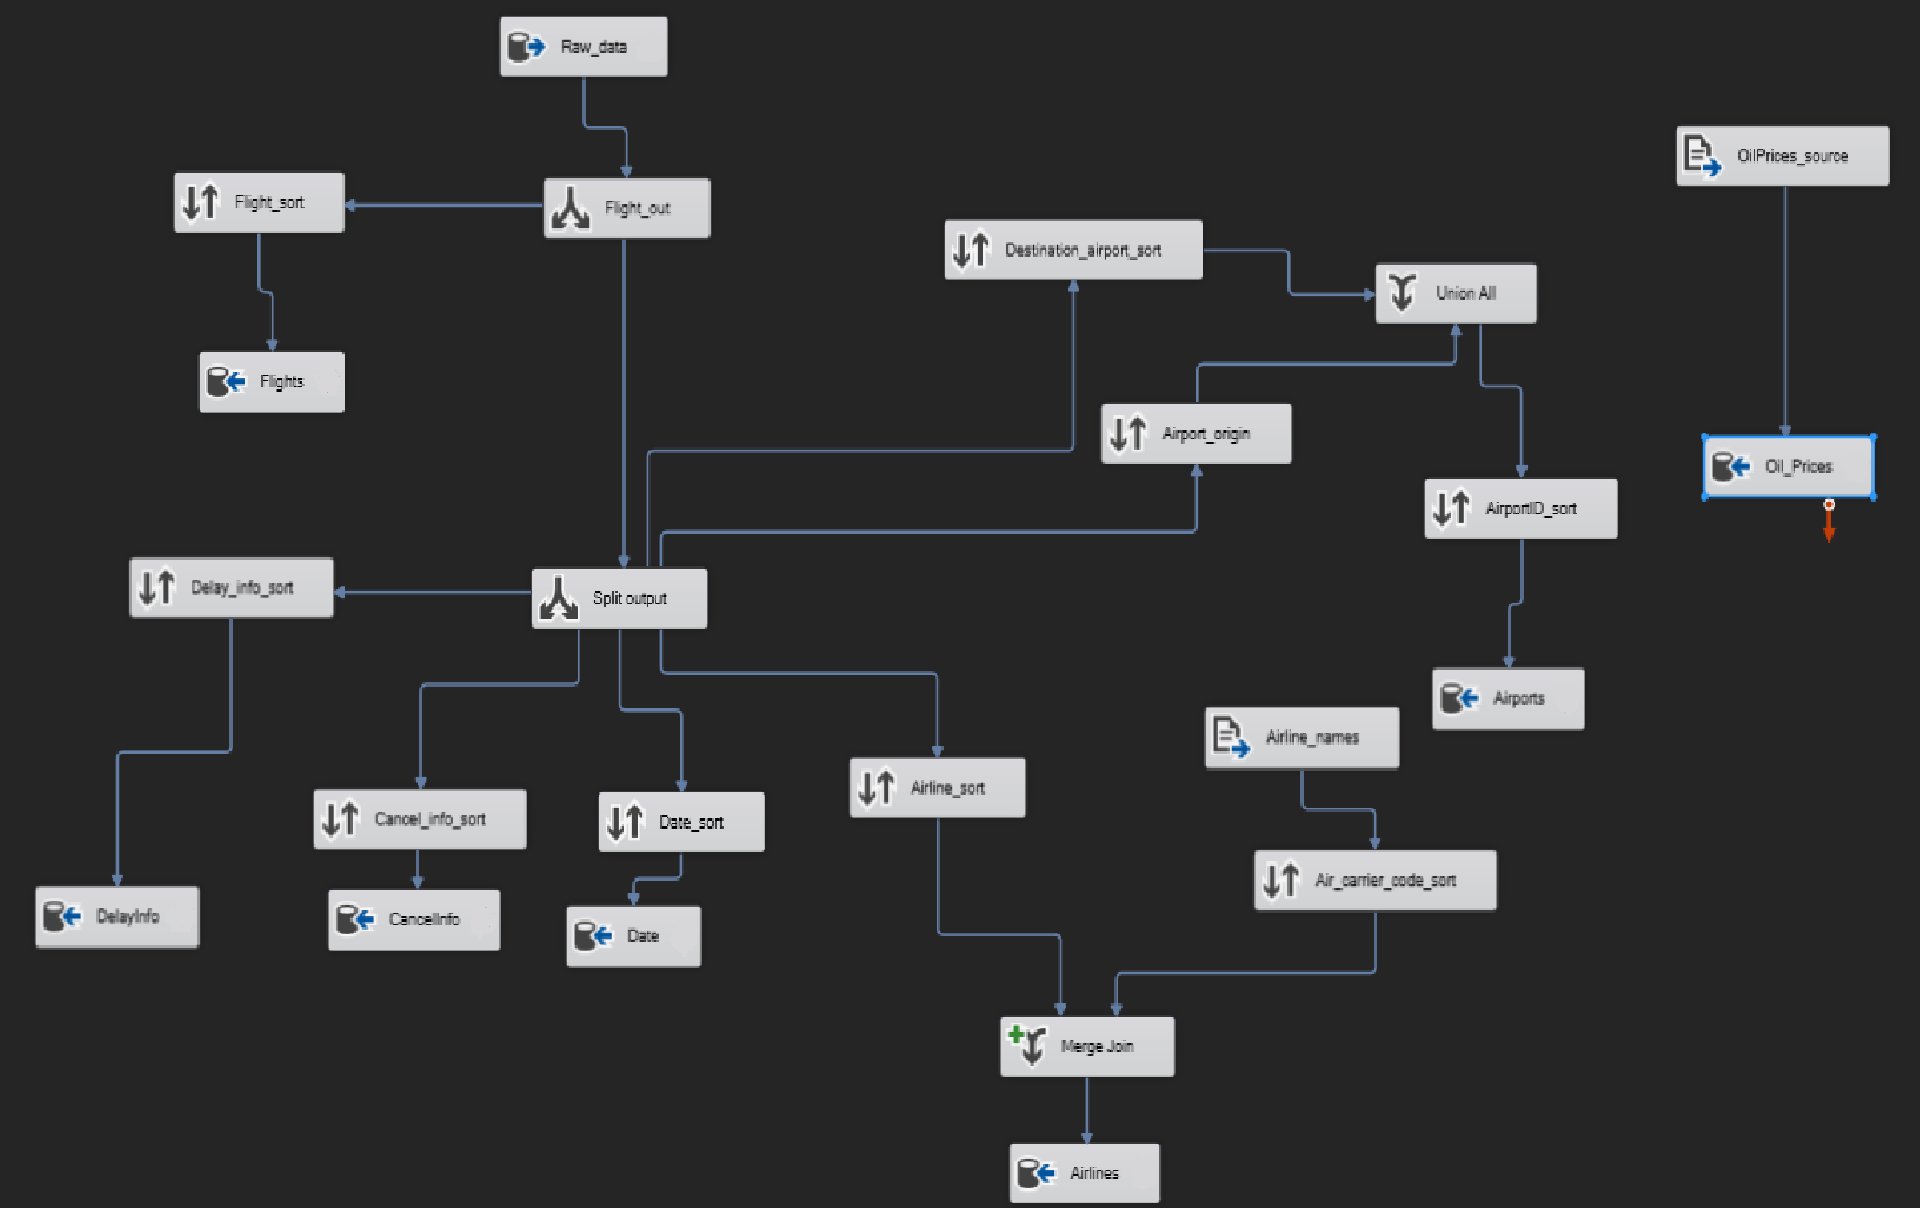 Raw_data
OilPrices_source
Flight_sort
Flight_out
Destination_airport_sort
Union All
Flights
Airport_origin
Oil_Prices
AirportID_sort
Delay_info_sort
Split output
Airports
Airline_names
Airline_sort
Cancel_info_sort
Date_sort
Air_carrier_code_sort
DelayInfo
CancelInfo
Date
Merge Join
Airlines